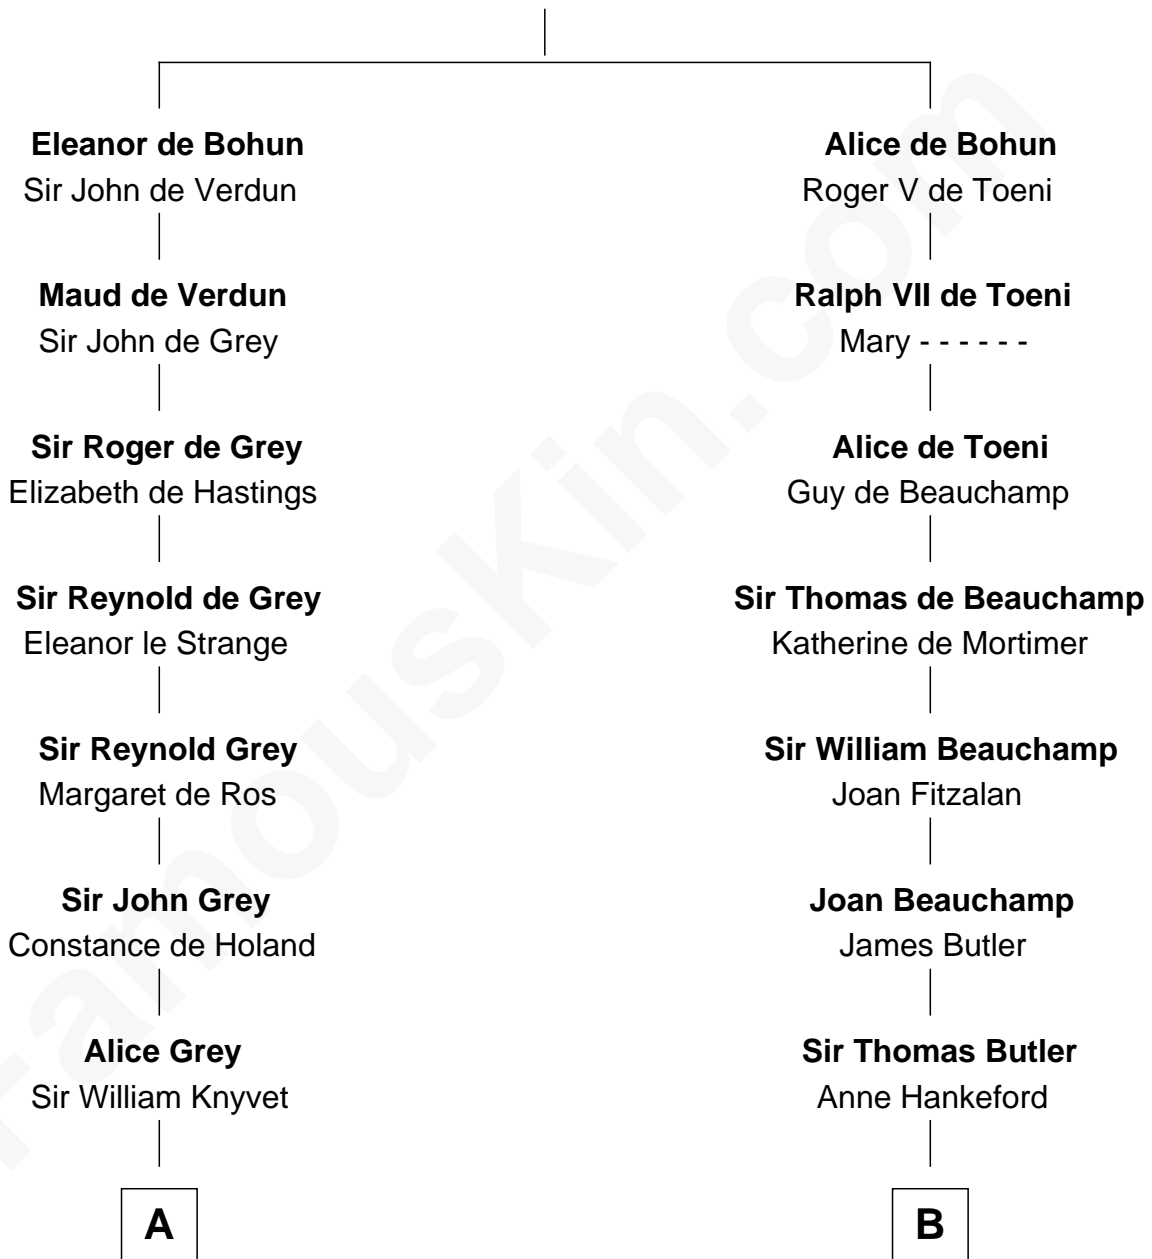 Eleanor de Bohun
Sir John de Verdun
Alice de Bohun
Roger V de Toeni
Maud de Verdun
Sir John de Grey
Ralph VII de Toeni
Mary - - - - - -
Sir Roger de Grey
Elizabeth de Hastings
Alice de Toeni
Guy de Beauchamp
Sir Reynold de Grey
Eleanor le Strange
Sir Thomas de Beauchamp
Katherine de Mortimer
Sir Reynold Grey
Margaret de Ros
Sir William Beauchamp
Joan Fitzalan
Sir John Grey
Constance de Holand
Joan Beauchamp
James Butler
Alice Grey
Sir William Knyvet
Sir Thomas Butler
Anne Hankeford
A
B
FamousKin.com